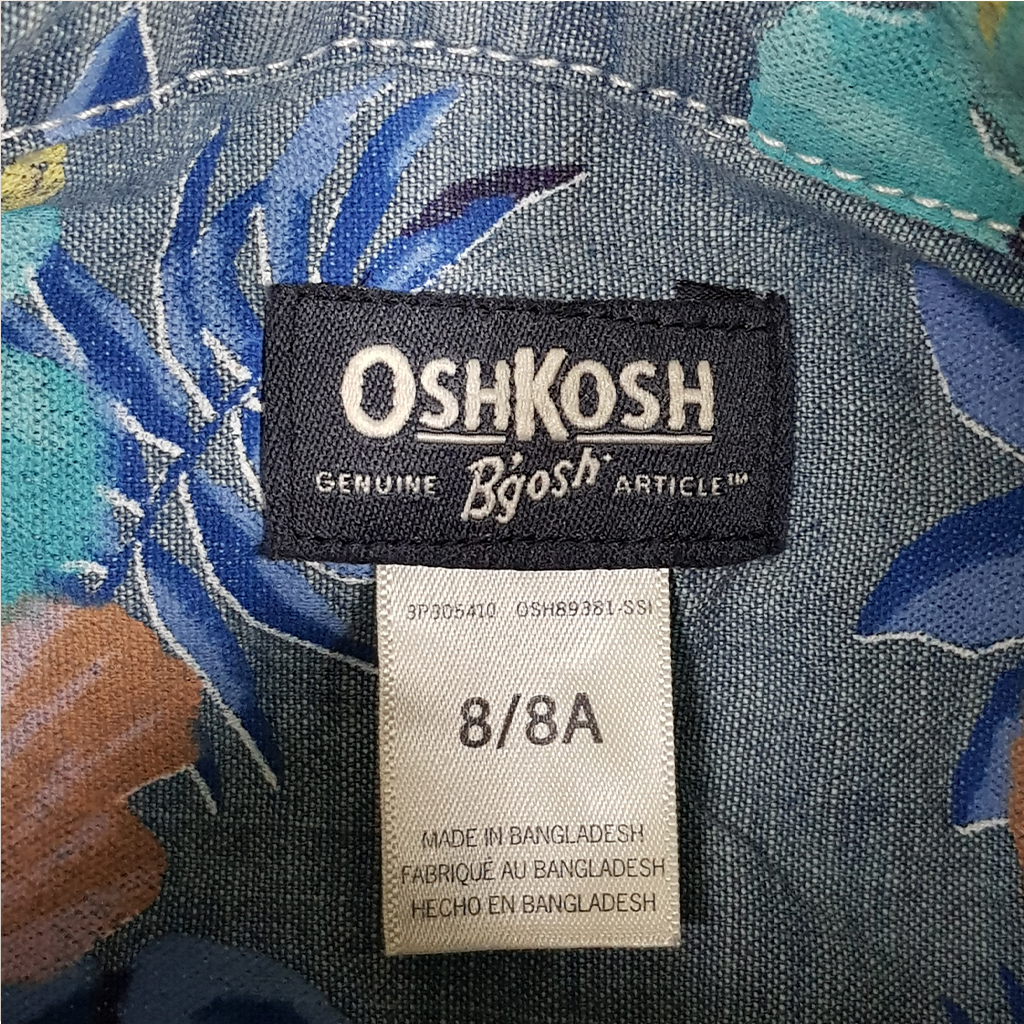 OSHKOSH
GENUINE B'gosh ARTICLE™
3P305410 OSH89381-SSI
8/8A
MADE IN BANGLADESH
FABRIQUÉ AU BANGLADESH
HECHO EN BANGLADESH